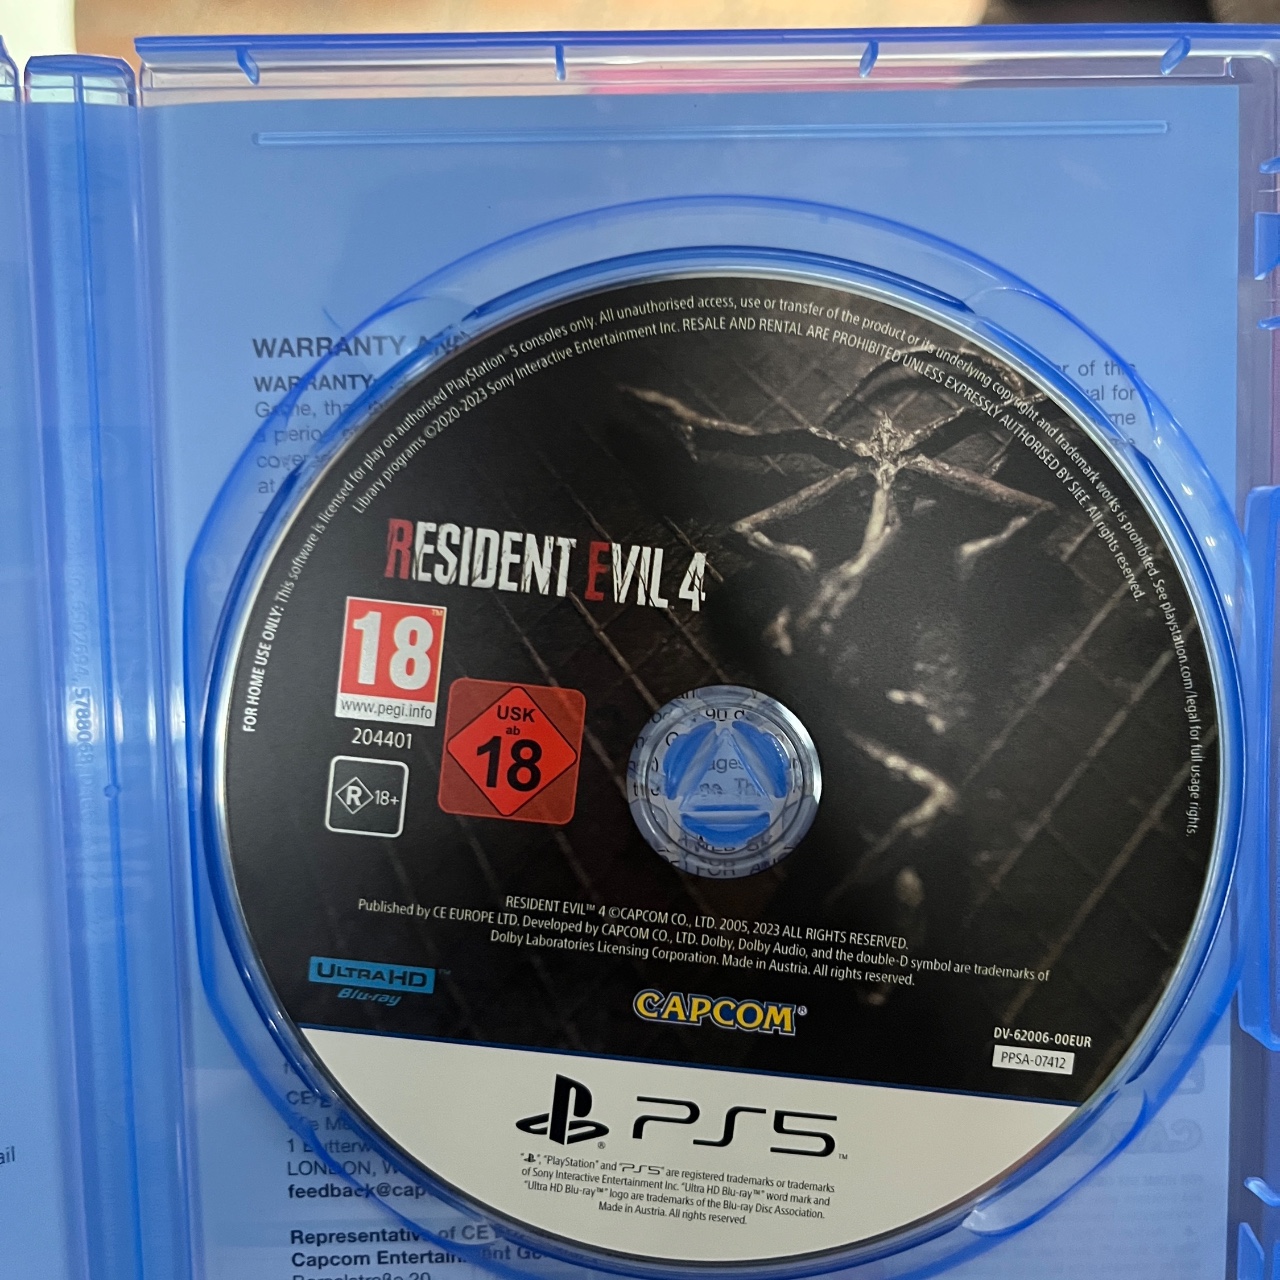 WARRANTY
WARRANTY:
FOR HOME USE ONLY: This software is licensed for play on authorised PlayStation®5 consoles only. All unauthorised access, use or transfer of the product or its underlying copyright and trademark works is prohibited. See playstation.com/legal for full usage rights.
Library programs ©2020-2023 Sony Interactive Entertainment Inc. RESALE AND RENTAL ARE PROHIBITED UNLESS EXPRESSLY AUTHORISED BY SIEE. All rights reserved.
RESIDENT EVIL 4
18™
www.pegi.info
204401
R 18+
USK
ab
18
RESIDENT EVIL™ 4 ©CAPCOM CO., LTD. 2005, 2023 ALL RIGHTS RESERVED.
Published by CE EUROPE LTD. Developed by CAPCOM CO., LTD. Dolby, Dolby Audio, and the double-D symbol are trademarks of
Dolby Laboratories Licensing Corporation. Made in Austria. All rights reserved.
ULTRA HD™
Blu-ray
CAPCOM®
DV-62006-00EUR
PPSA-07412
PS5™
"PlayStation" and "PS5" are registered trademarks or trademarks
of Sony Interactive Entertainment Inc. "Ultra HD Blu-ray™" word mark and
"Ultra HD Blu-ray™" logo are trademarks of the Blu-ray Disc Association.
Made in Austria. All rights reserved.
LONDON,
feedback@cap
of CE
Capcom